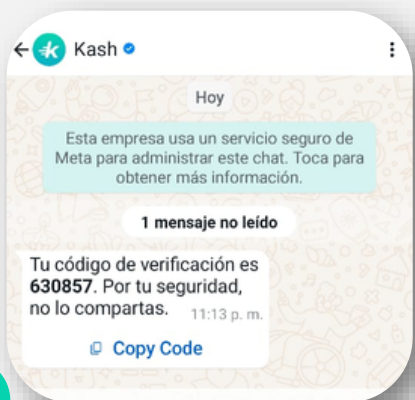 Kash
Hoy
Esta empresa usa un servicio seguro de
Meta para administrar este chat. Toca para
obtener más información.
1 mensaje no leído
Tu código de verificación es
630857. Por tu seguridad,
no lo compartas. 11:13 p. m.
Copy Code